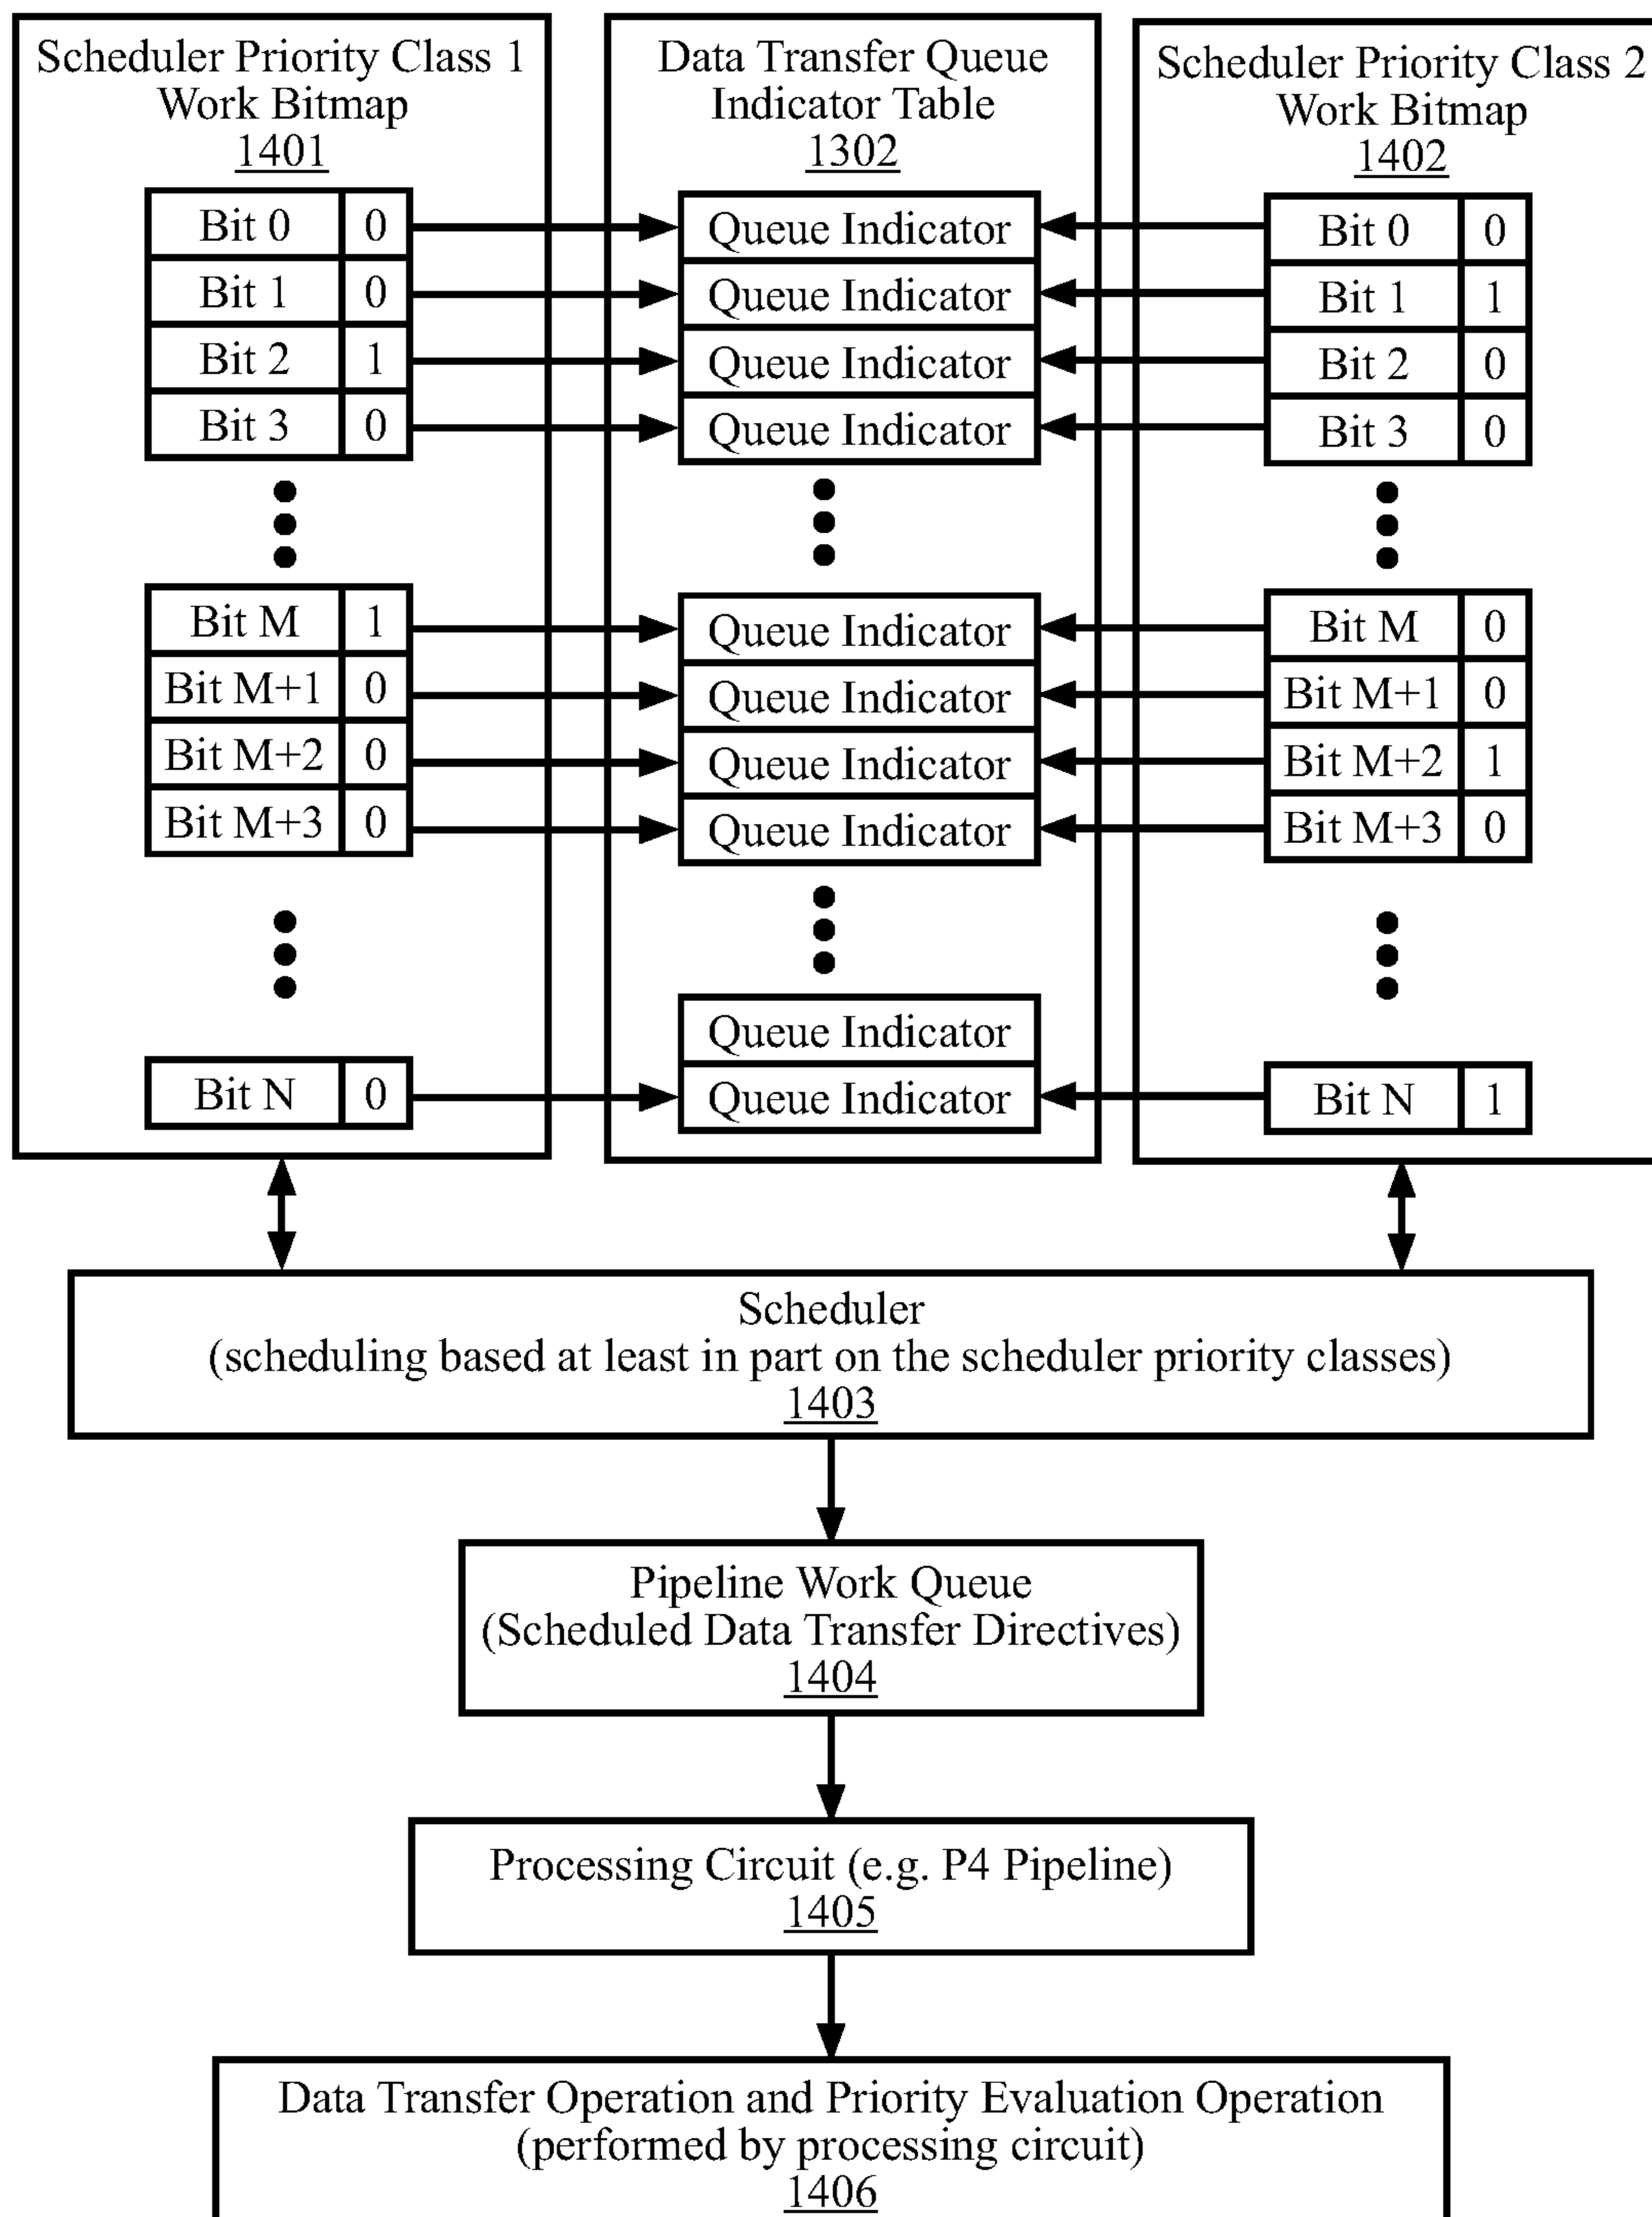 Scheduler Priority Class 1
Work Bitmap
1401
Bit 0 0
Bit 1 0
Bit 2 1
Bit 3 0
Bit M 1
Bit M+1 0
Bit M+2 0
Bit M+3 0
Bit N 0
Data Transfer Queue
Indicator Table
1302
Queue Indicator
Queue Indicator
Queue Indicator
Queue Indicator
Queue Indicator
Queue Indicator
Queue Indicator
Queue Indicator
Queue Indicator
Queue Indicator
Scheduler Priority Class 2
Work Bitmap
1402
Bit 0 0
Bit 1 1
Bit 2 0
Bit 3 0
Bit M 0
Bit M+1 0
Bit M+2 1
Bit M+3 0
Bit N 1
Scheduler
(scheduling based at least in part on the scheduler priority classes)
1403
Pipeline Work Queue
(Scheduled Data Transfer Directives)
1404
Processing Circuit (e.g. P4 Pipeline)
1405
Data Transfer Operation and Priority Evaluation Operation
(performed by processing circuit)
1406